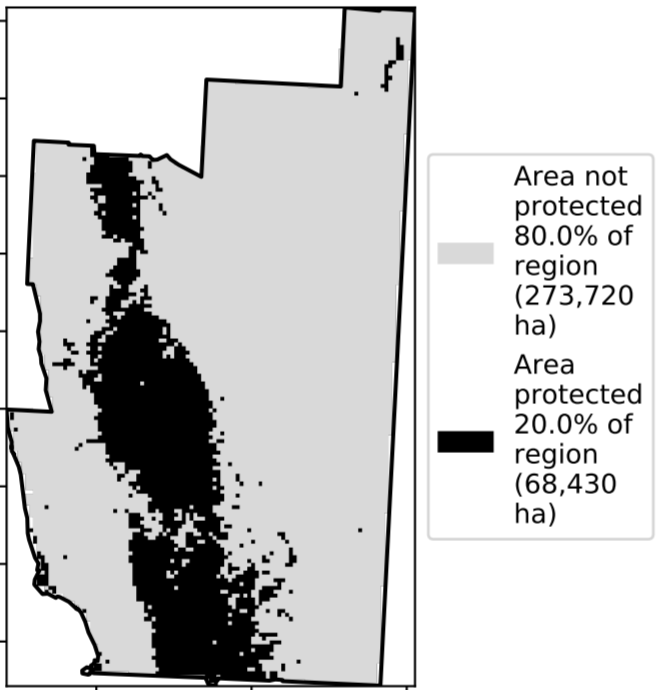 Area not
protected
80.0% of
region
(273,720
ha)
Area
protected
20.0% of
region
(68,430
ha)